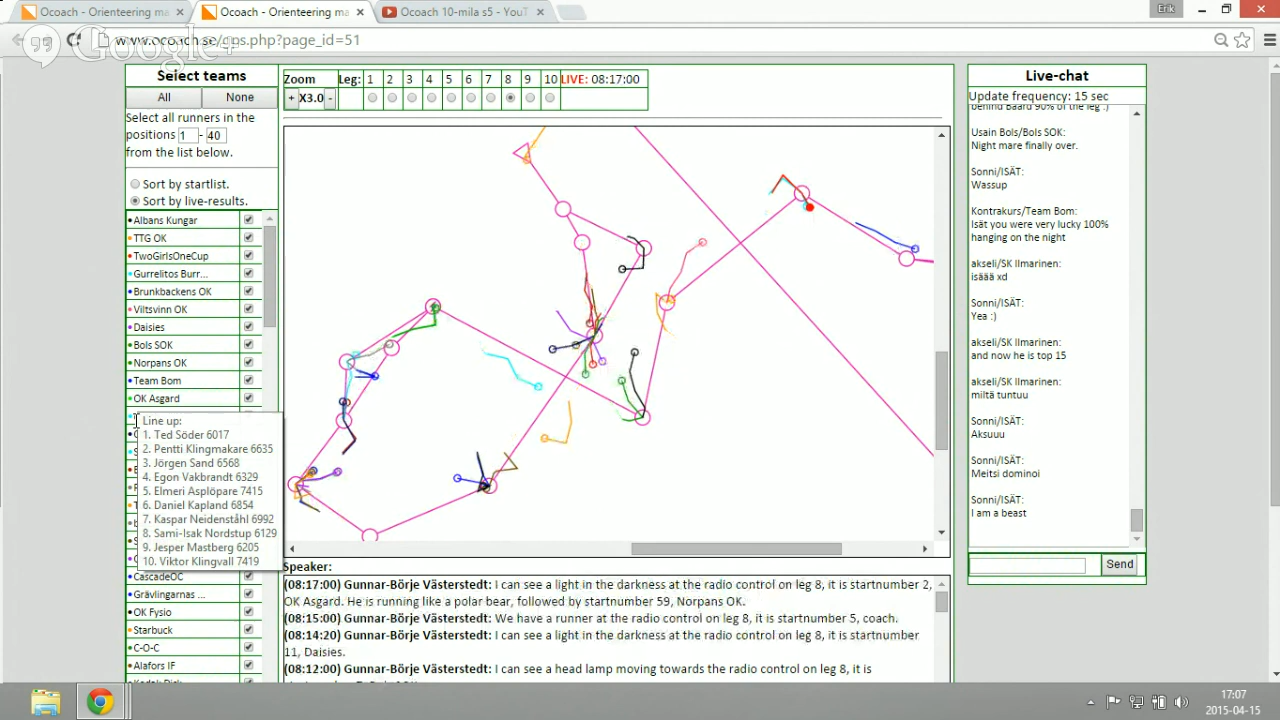 Ocoach - Orienteering ma
Ocoach - Orienteering ma
Ocoach 10-mila s5 - YouT
Erik
Google+
Select teams
All
None
Select all runners in the
positions 1 - 40
from the list below.
Sort by startlist.
Sort by live-results.
Albans Kungar
TTG OK
TwoGirlsOneCup
Gurrelitos Burr...
Brunkbackens OK
Viltsvinn OK
Daisies
Bols SOK
Norpans OK
Team Bom
OK Asgard
Line up:
1. Ted Söder 6017
2. Pentti Klingmakare 6635
3. Jörgen Sand 6568
4. Egon Vakbrandt 6329
5. Elmeri Asplöpare 7415
6. Daniel Kapland 6854
7. Kaspar Neidenståhl 6992
8. Sami-Isak Nordstup 6129
9. Jesper Mastberg 6205
10. Viktor Klingvall 7419
CascadeOC
Grävlingarnas ...
OK Fysio
Starbuck
C-O-C
Alafors IF
Zoom Leg: 1 2 3 4 5 6 7 8 9 10 LIVE: 08:17:00
+ X3.0 -
Speaker:
(08:17:00) Gunnar-Börje Västerstedt: I can see a light in the darkness at the radio control on leg 8, it is startnumber 2,
OK Asgard. He is running like a polar bear, followed by startnumber 59, Norpans OK.
(08:15:00) Gunnar-Börje Västerstedt: We have a runner at the radio control on leg 8, it is startnumber 5, coach.
(08:14:20) Gunnar-Börje Västerstedt: I can see a light in the darkness at the radio control on leg 8, it is startnumber
11, Daisies.
(08:12:00) Gunnar-Börje Västerstedt: I can see a head lamp moving towards the radio control on leg 8, it is
Live-chat
Update frequency: 15 sec
behind Baard 90% of the leg :)
Usain Bols/Bols SOK:
Night mare finally over.
Sonni/ISÄT:
Wassup
Kontrakurs/Team Bom:
Isät you were very lucky 100%
hanging on the night
akseli/SK Ilmarinen:
isäää xd
Sonni/ISÄT:
Yea :)
akseli/SK Ilmarinen:
and now he is top 15
akseli/SK Ilmarinen:
miltä tuntuu
Sonni/ISÄT:
Aksuuu
Sonni/ISÄT:
Meitsi dominoi
Sonni/ISÄT:
I am a beast
Send
17:07
2015-04-15